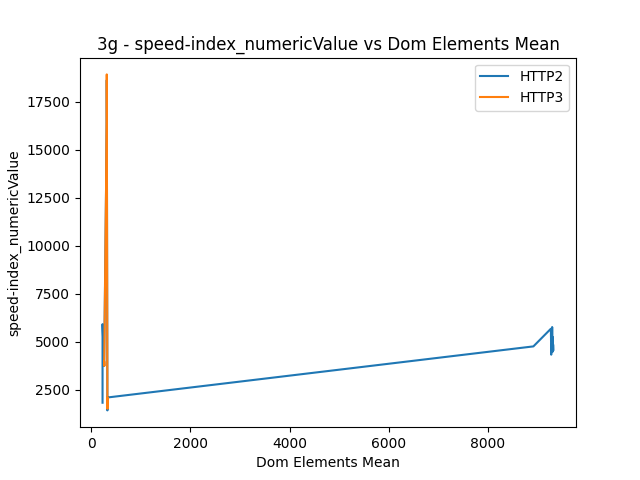 3g - speed-index_numericValue vs Dom Elements Mean
HTTP2
HTTP3
17500
15000
12500
10000
7500
5000
2500
speed-index_numericValue
0 2000 4000 6000 8000
Dom Elements Mean